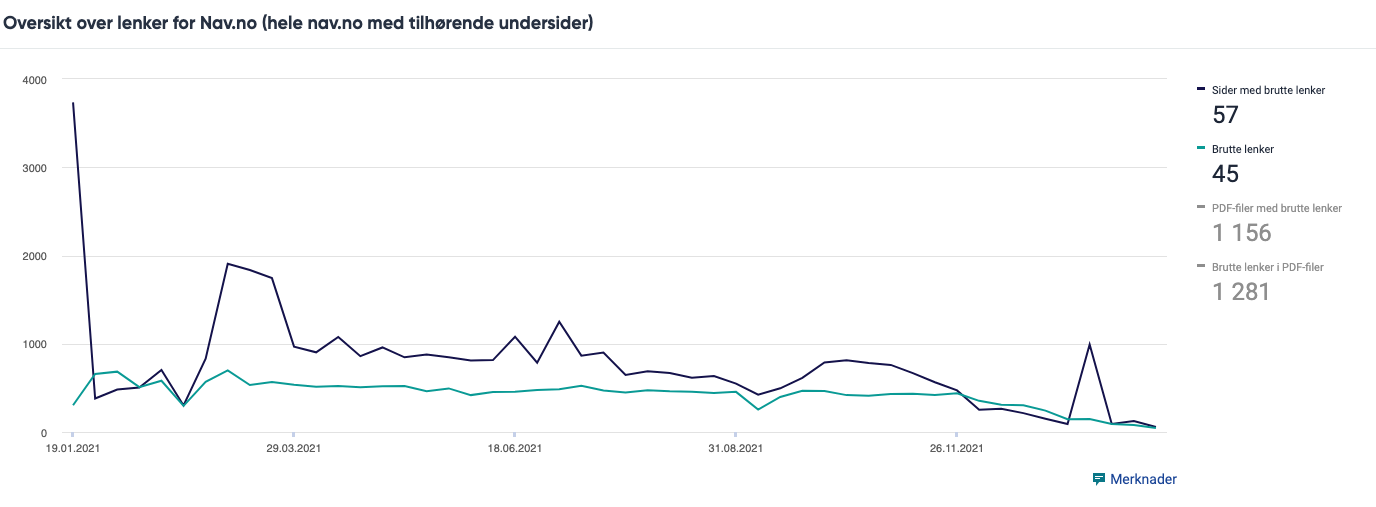 Oversikt over lenker for Nav.no (hele nav.no med tilhørende undersider)
4000
3000
2000
1000
0
19.01.2021
29.03.2021
18.06.2021
31.08.2021
26.11.2021
Sider med brutte lenker
57
Brutte lenker
45
PDF-filer med brutte lenker
1 156
Brutte lenker i PDF-filer
1 281
Merknader